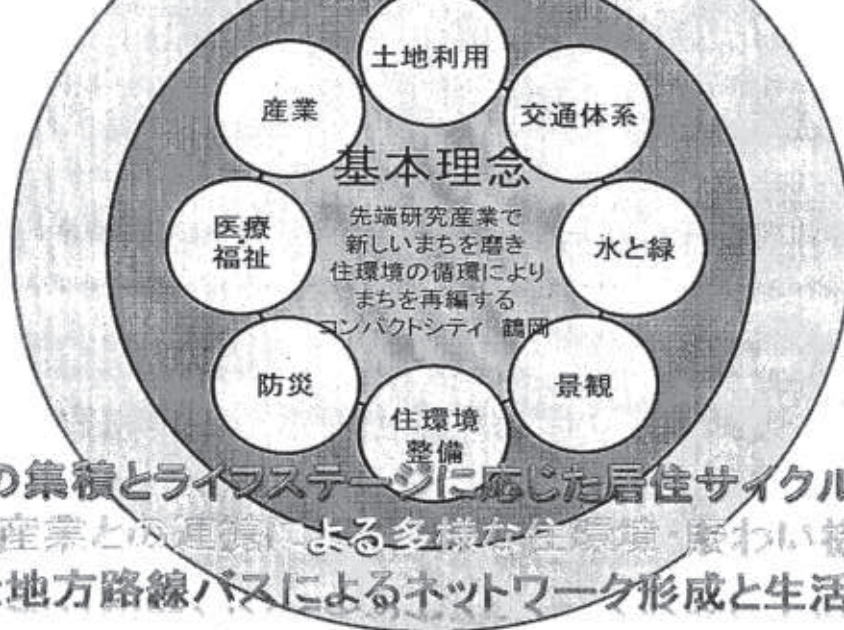 土地利用
産業
交通体系
基本理念
先端研究産業で
新しいまちを磨き
住環境の循環により
まちを再編する
コンパクトシティ 鶴岡
医療
福祉
水と緑
防災
景観
住環境
整備
の集積とライフステージに応じた居住サイクル
産業との連携による多様な住環境・賑わい
地方路線バスによるネットワーク形成と生活